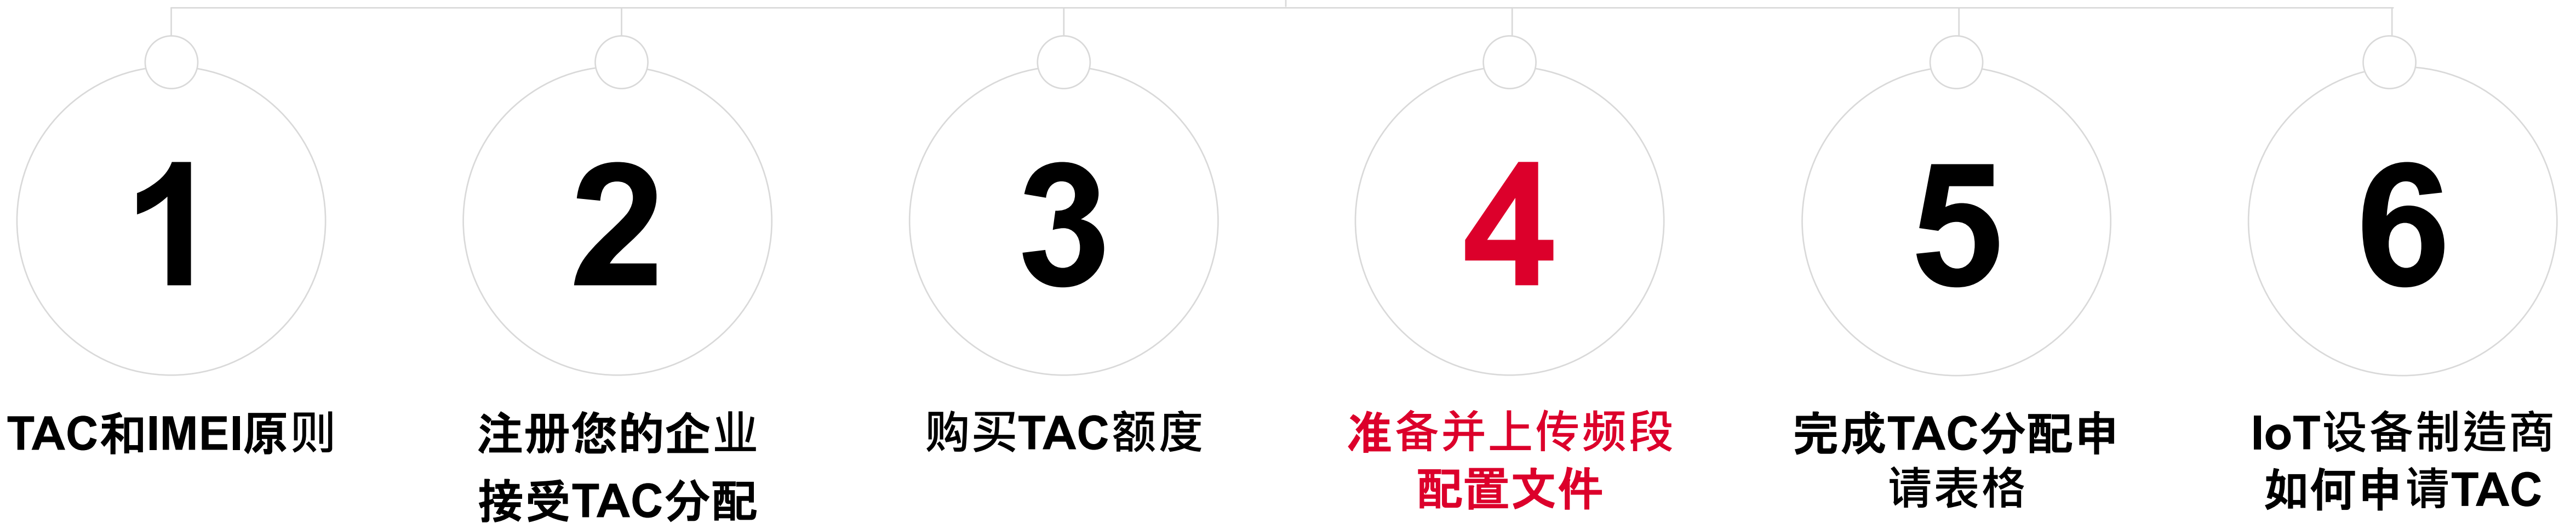 1
2
3
4
5
6
TAC和IMEI原则
注册您的企业
接受TAC分配
购买TAC额度
准备并上传频段
配置文件
完成TAC分配申
请表格
IoT设备制造商
如何申请TAC